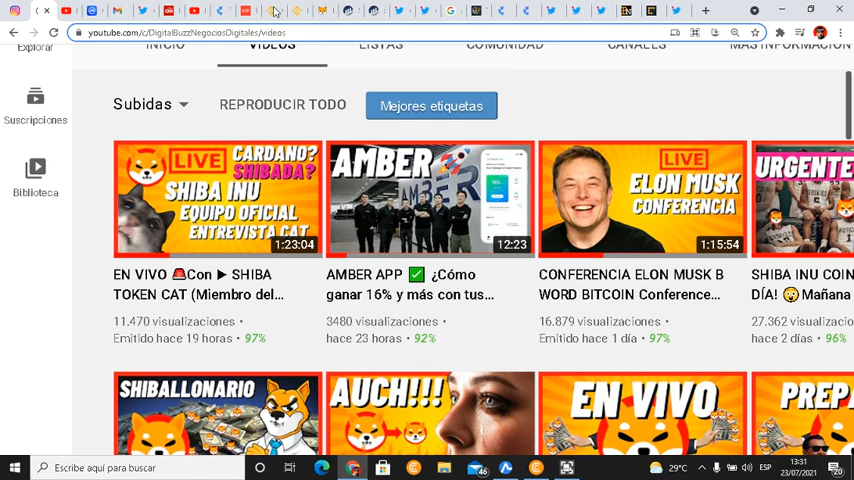 youtube.com/c/DigitalBuzzNegociosDigitales/videos
Explorar
INICIO
VIDEOS
LISTAS
COMUNIDAD
CANALES
MÁS INFORMACIÓN
Subidas
REPRODUCIR TODO
Mejores etiquetas
Suscripciones
Biblioteca
LIVE
CARDANO?
SHIBADA?
SHIBA INU
EQUIPO OFICIAL
ENTREVISTA CAT
1:23:04
AMBER
AMBER
12:23
LIVE
ELON MUSK
CONFERENCIA
1:15:54
URGENTE
EN VIVO 🚨Con ▶ SHIBA
TOKEN CAT (Miembro del...
AMBER APP ✅ ¿Cómo
ganar 16% y más con tus...
CONFERENCIA ELON MUSK B
WORD BITCOIN Conference...
SHIBA INU COIN
DÍA! 😲Mañana
11.470 visualizaciones •
Emitido hace 19 horas • 97%
3480 visualizaciones •
hace 23 horas • 92%
16.879 visualizaciones •
Emitido hace 1 día • 97%
27.362 visualizacio
hace 2 días • 96%
SHIBALLONARIO
AUCH!!!
EN VIVO
PREPA
Escribe aquí para buscar
46
29°C
ESP
13:31
23/07/2021
20